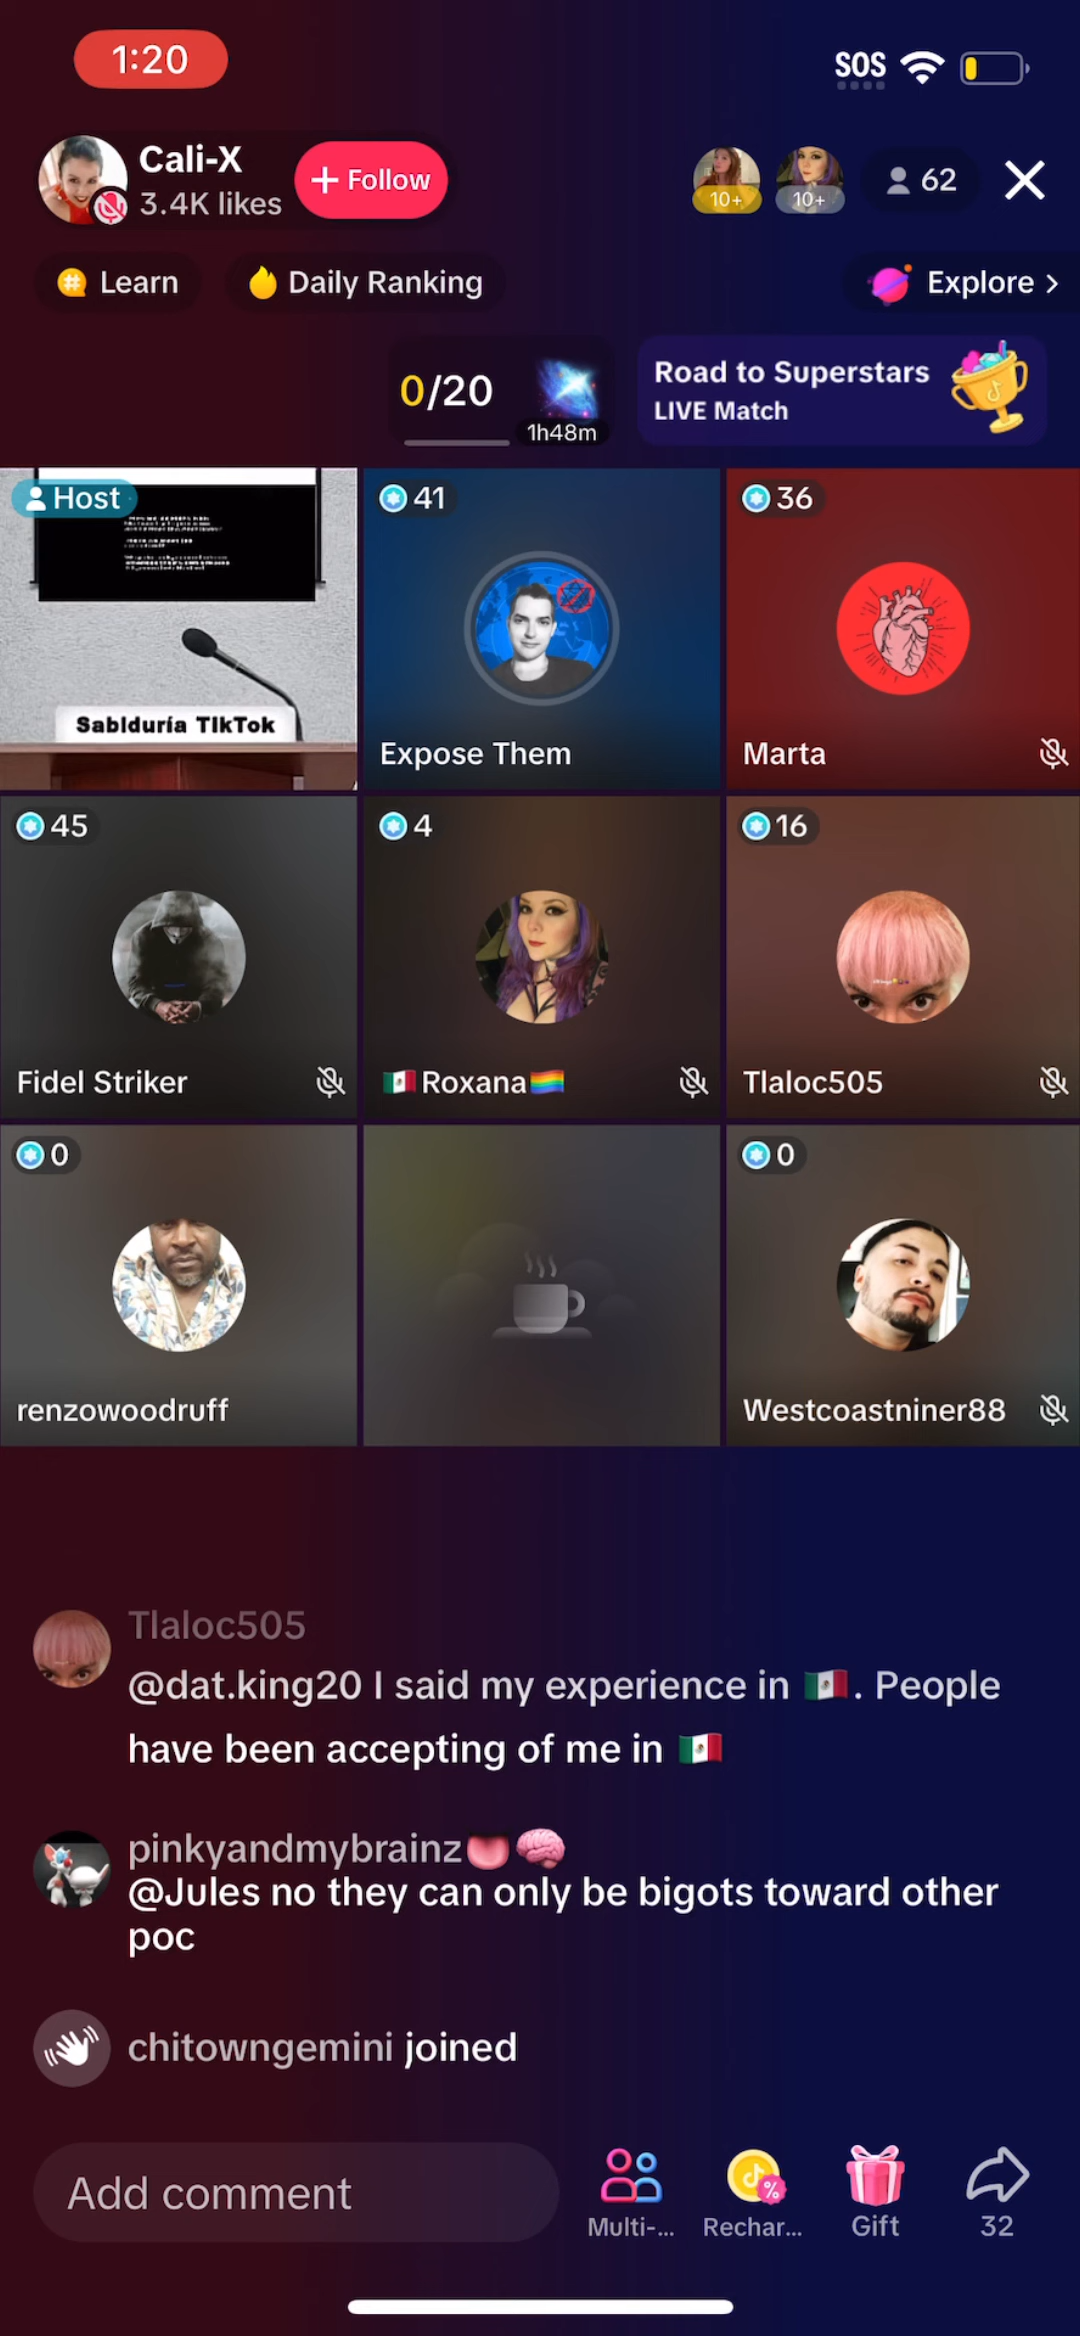 1:20
SOS
Cali-X
3.4K likes
+ Follow
10+
10+
62
Learn
Daily Ranking
Explore >
0/20
1h48m
Road to Superstars
LIVE Match
Host
Sabiduría TikTok
41
Expose Them
36
Marta
45
Fidel Striker
4
🇲🇽Roxana🏳️‍🌈
16
Tlaloc505
0
renzowoodruff
0
Westcoastniner88
Tlaloc505
@dat.king20 I said my experience in 🇲🇽. People
have been accepting of me in 🇲🇽
pinkyandmybrainz👅🧠
@Jules no they can only be bigots toward other
poc
chitowngemini joined
Add comment
Multi-...
Rechar...
Gift
32